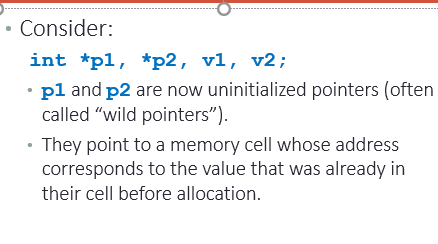 • Consider:
int *p1, *p2, v1, v2;
• p1 and p2 are now uninitialized pointers (often
called “wild pointers”).
• They point to a memory cell whose address
corresponds to the value that was already in
their cell before allocation.